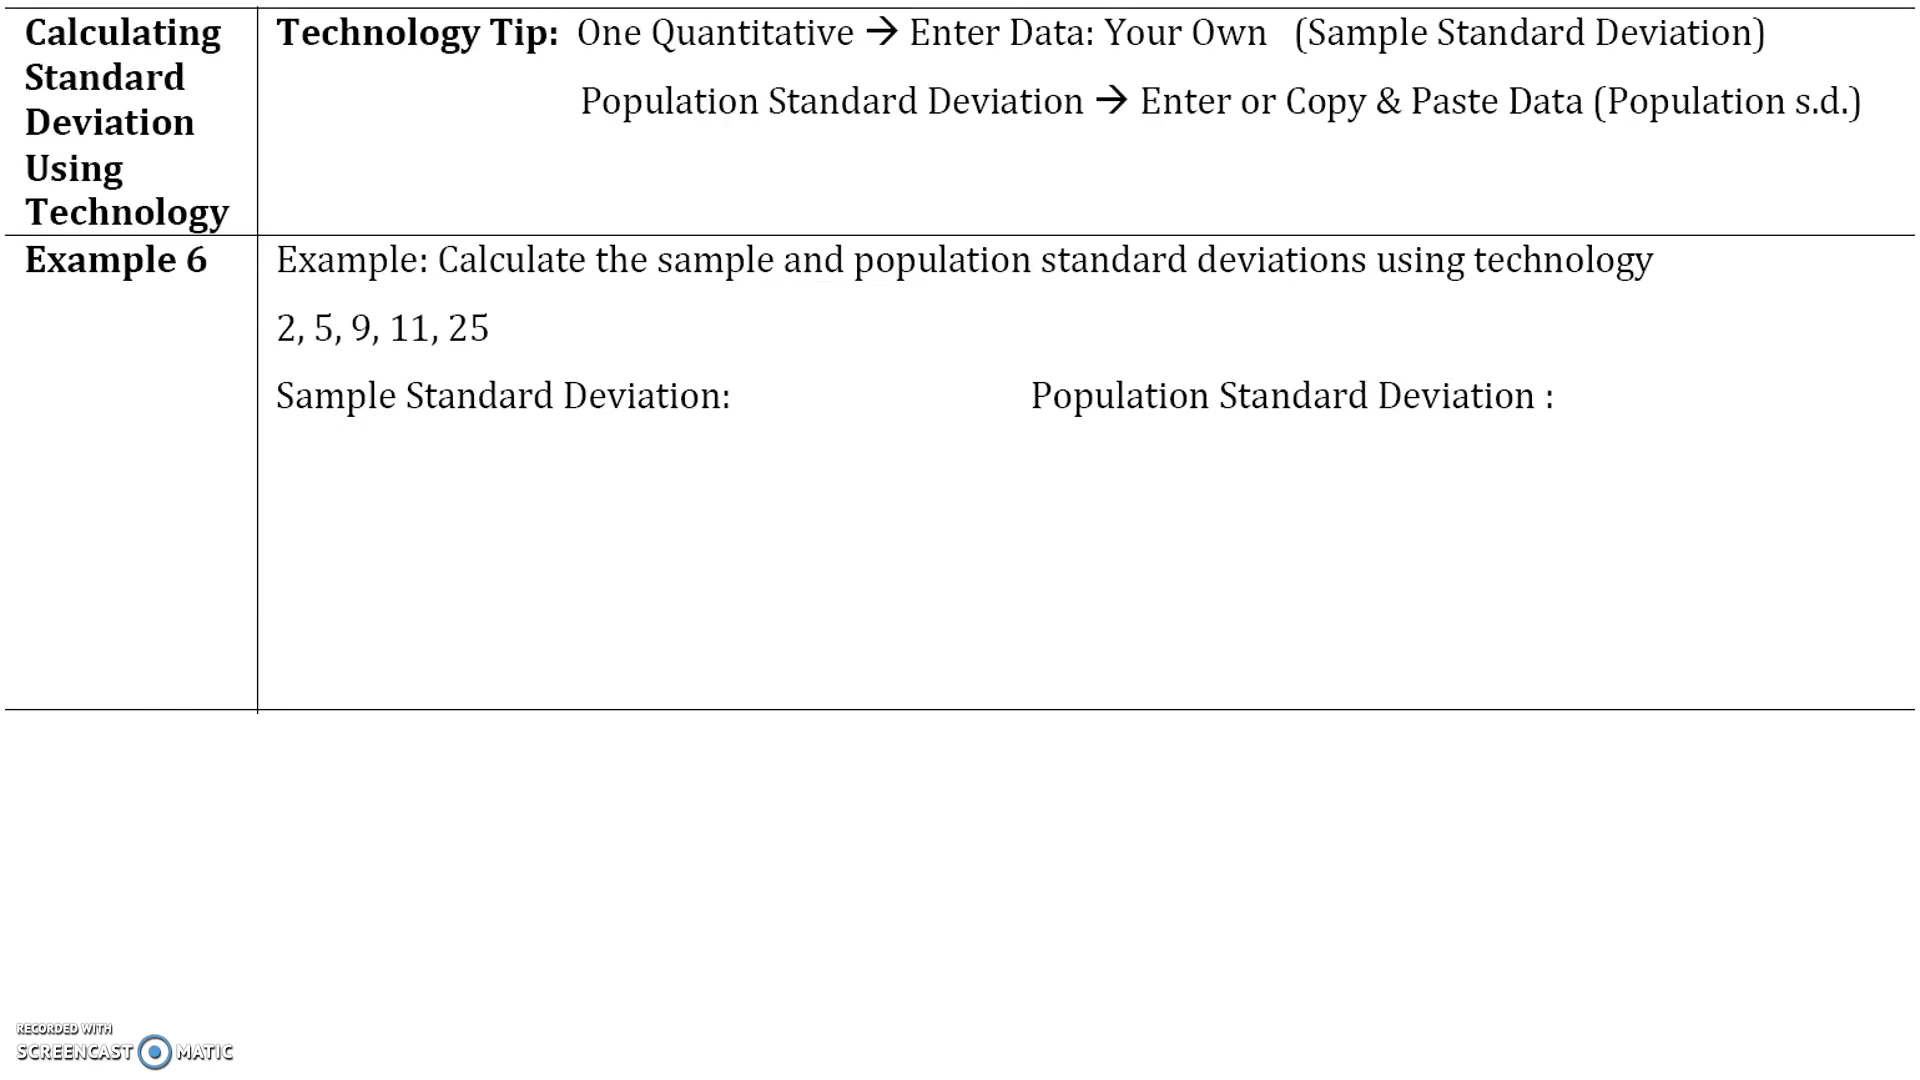 Calculating
Standard
Deviation
Using
Technology
Technology Tip: One Quantitative → Enter Data: Your Own (Sample Standard Deviation)
Population Standard Deviation → Enter or Copy & Paste Data (Population s.d.)
Example 6
Example: Calculate the sample and population standard deviations using technology
2, 5, 9, 11, 25
Sample Standard Deviation: Population Standard Deviation :
RECORDED WITH
SCREENCAST MATIC